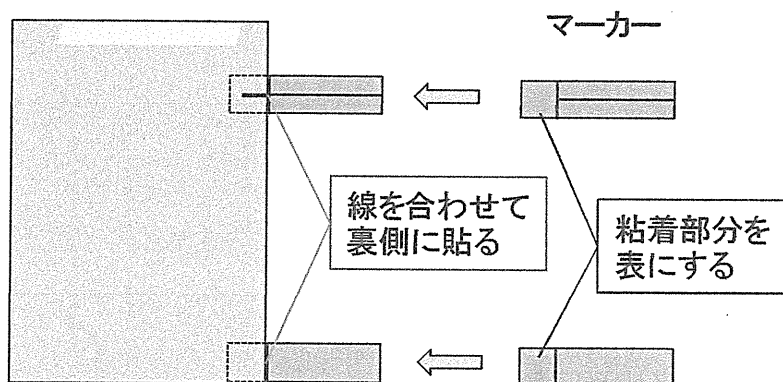 マーカー
線を合わせて
裏側に貼る
粘着部分を
表にする